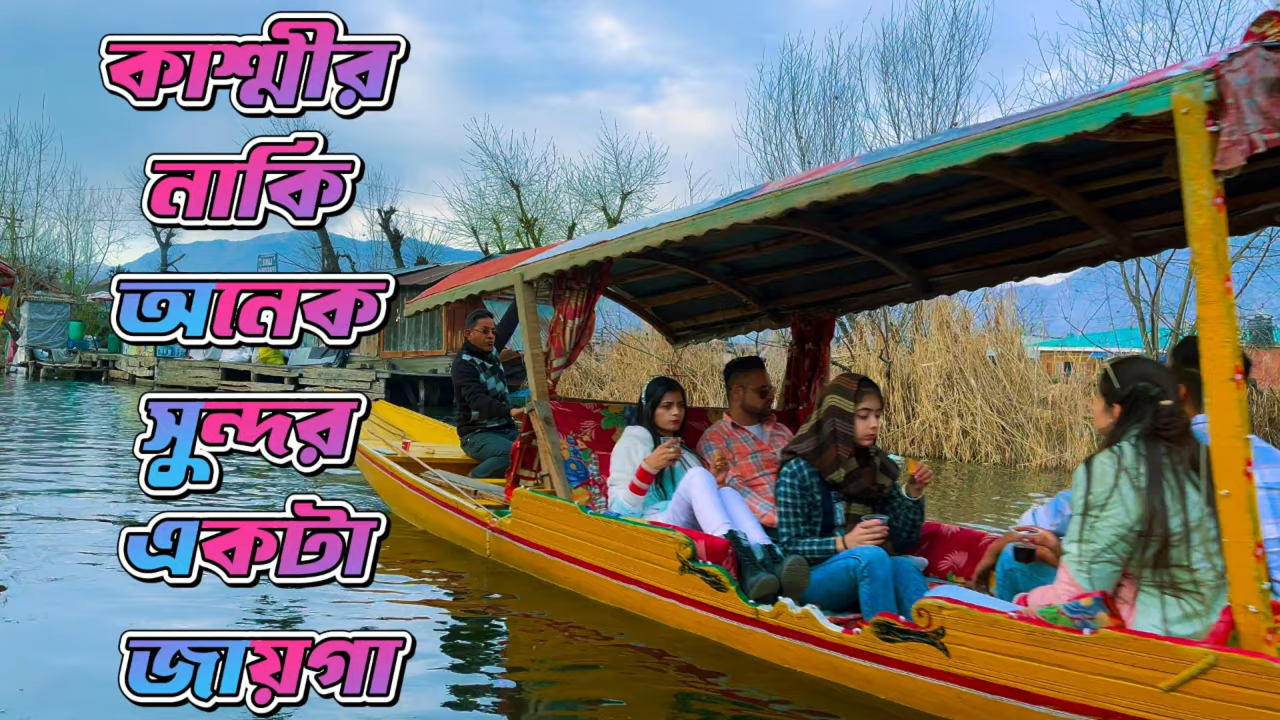 কাশ্মীর
নাকি
অনেক
সুন্দর
একটা
জায়গা